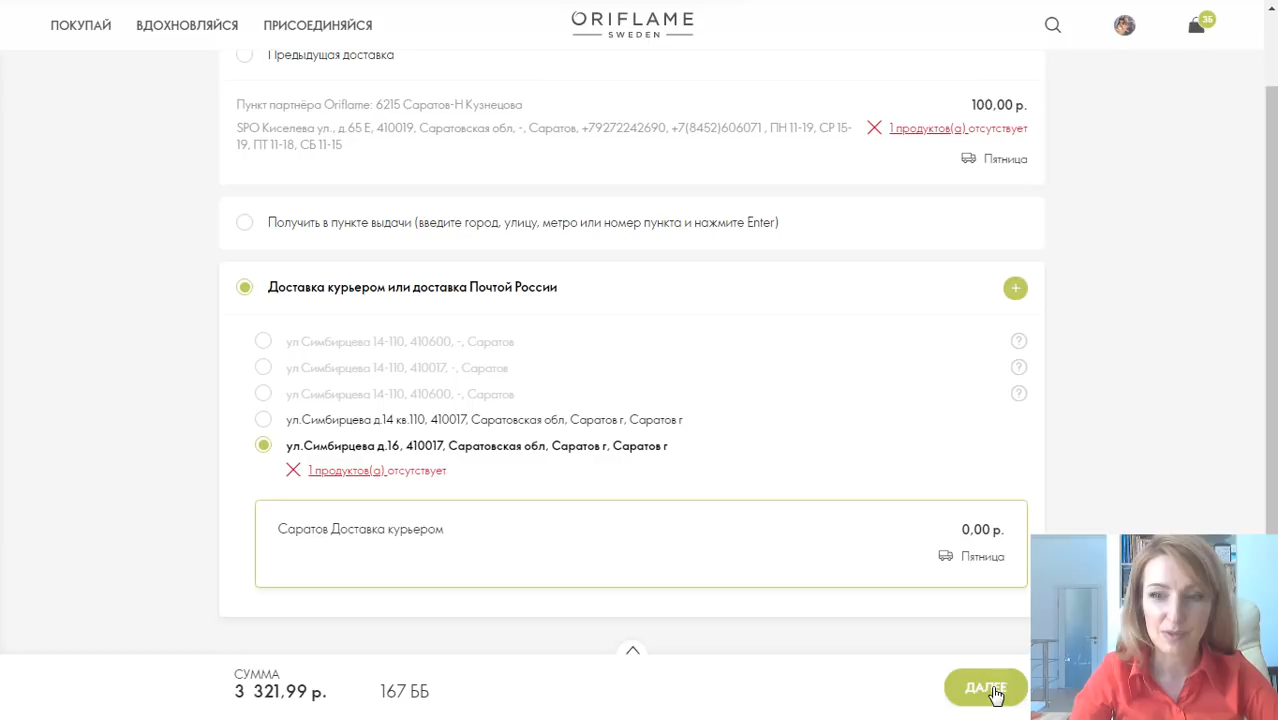 ПОКУПАЙ ВДОХНОВЛЯЙСЯ ПРИСОЕДИНЯЙСЯ
ORIFLAME
SWEDEN
35
Предыдущая доставка
Пункт партнёра Oriflame: 6215 Саратов-Н Кузнецова
100,00 р.
SPO Киселева ул., д.65 Е, 410019, Саратовская обл, -, Саратов, +79272242690, +7(8452)606071 , ПН 11-19, СР 15-
1 продуктов(а) отсутствует
19, ПТ 11-18, СБ 11-15
Пятница
Получить в пункте выдачи (введите город, улицу, метро или номер пункта и нажмите Enter)
Доставка курьером или доставка Почтой России
+
ул Симбирцева 14-110, 410600, -, Саратов
?
ул Симбирцева 14-110, 410017, -, Саратов
?
ул Симбирцева 14-110, 410600, -, Саратов
?
ул.Симбирцева д.14 кв.110, 410017, Саратовская обл, Саратов г, Саратов г
ул.Симбирцева д.16, 410017, Саратовская обл, Саратов г, Саратов г
1 продуктов(а) отсутствует
Саратов Доставка курьером
0,00 р.
Пятница
СУММА
3 321,99 р. 167 ББ
ДАЛЕЕ